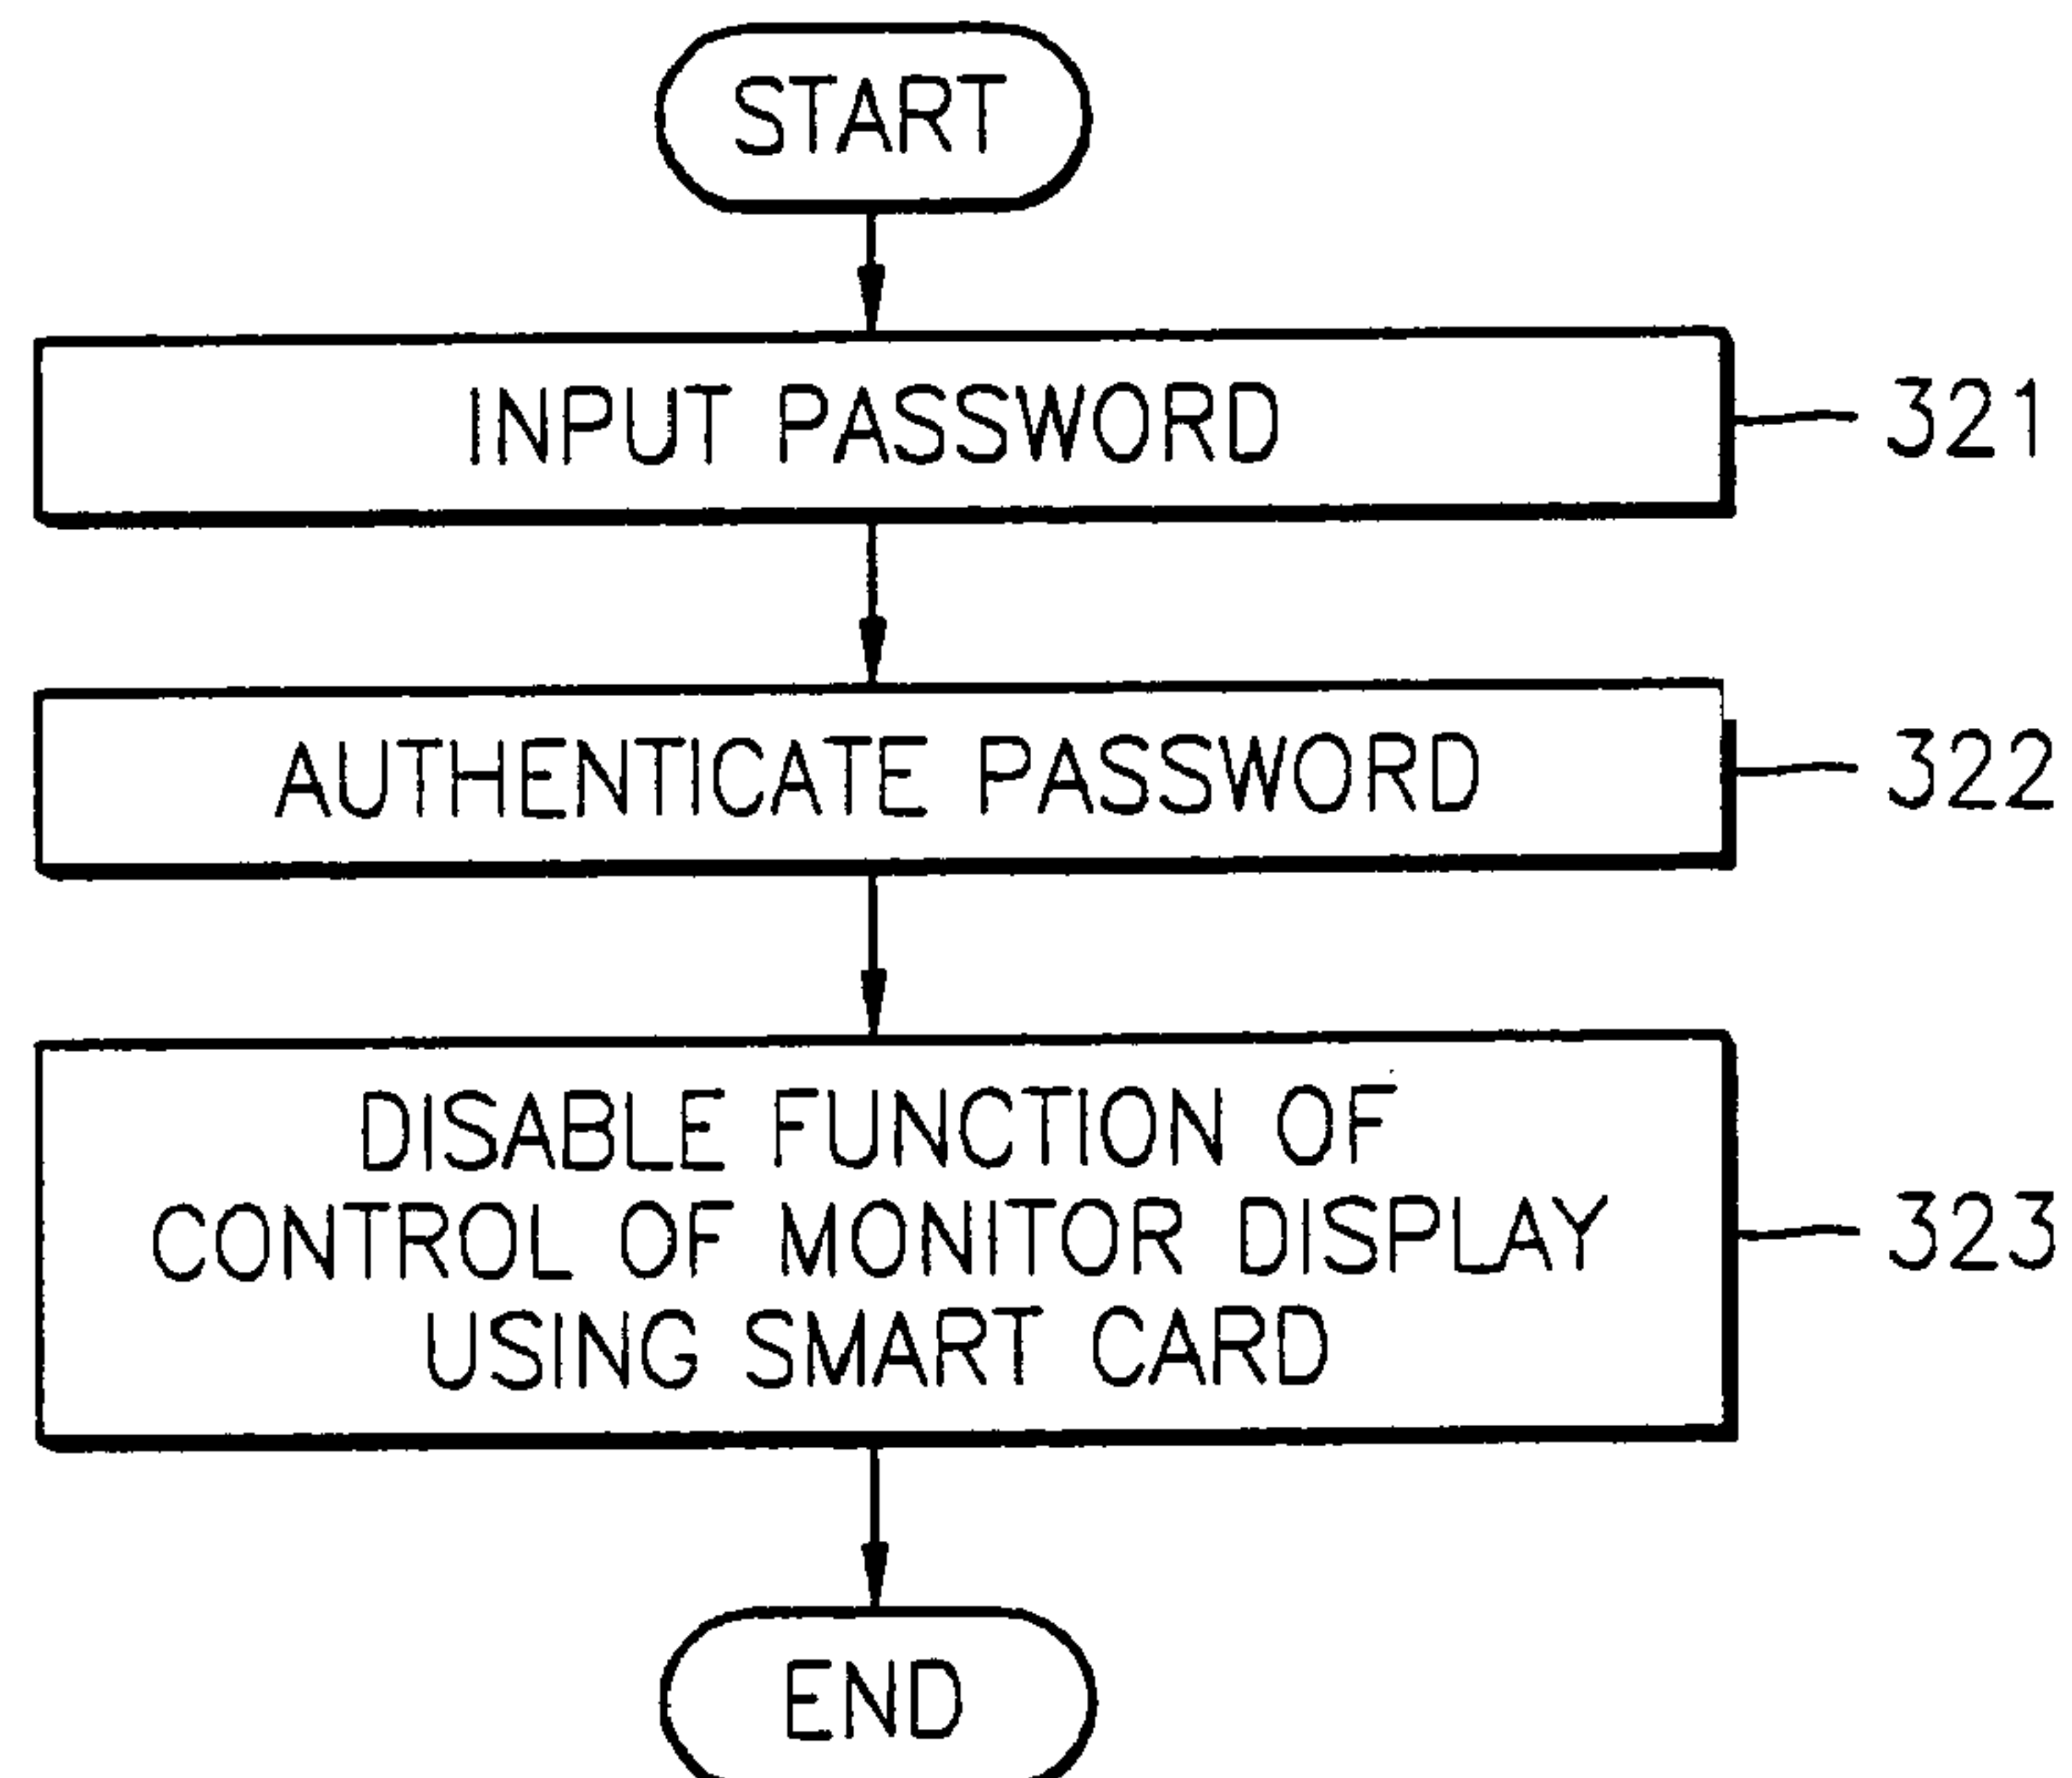 START
INPUT PASSWORD
321
AUTHENTICATE PASSWORD
322
DISABLE FUNCTION OF
CONTROL OF MONITOR DISPLAY
USING SMART CARD
323
END